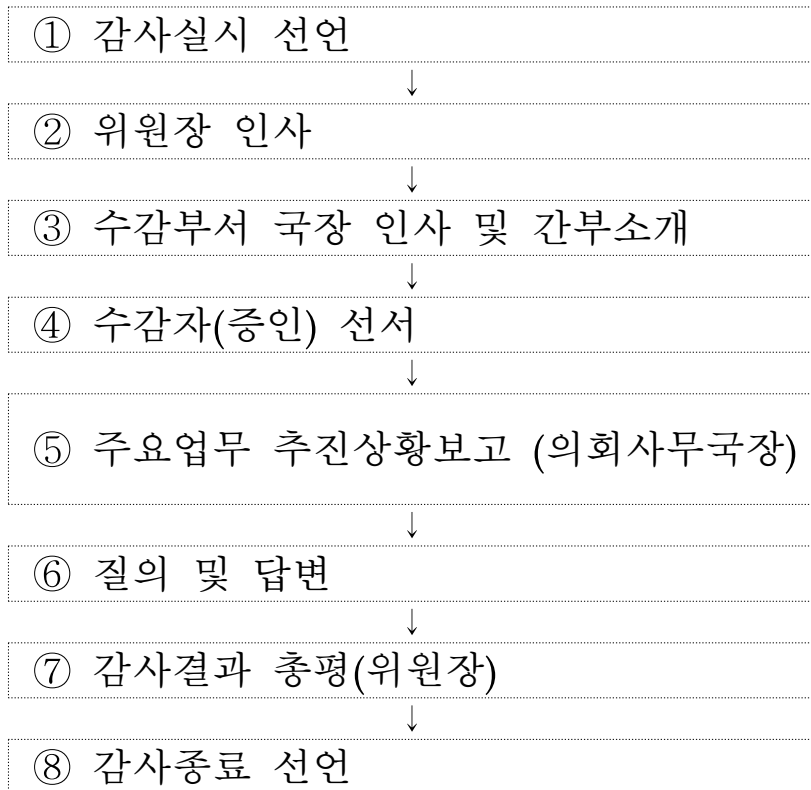 ① 감사실시 선언
↓
② 위원장 인사
↓
③ 수감부서 국장 인사 및 간부소개
↓
④ 수감자(증인) 선서
↓
⑤ 주요업무 추진상황보고 (의회사무국장)
↓
⑥ 질의 및 답변
↓
⑦ 감사결과 총평(위원장)
↓
⑧ 감사종료 선언